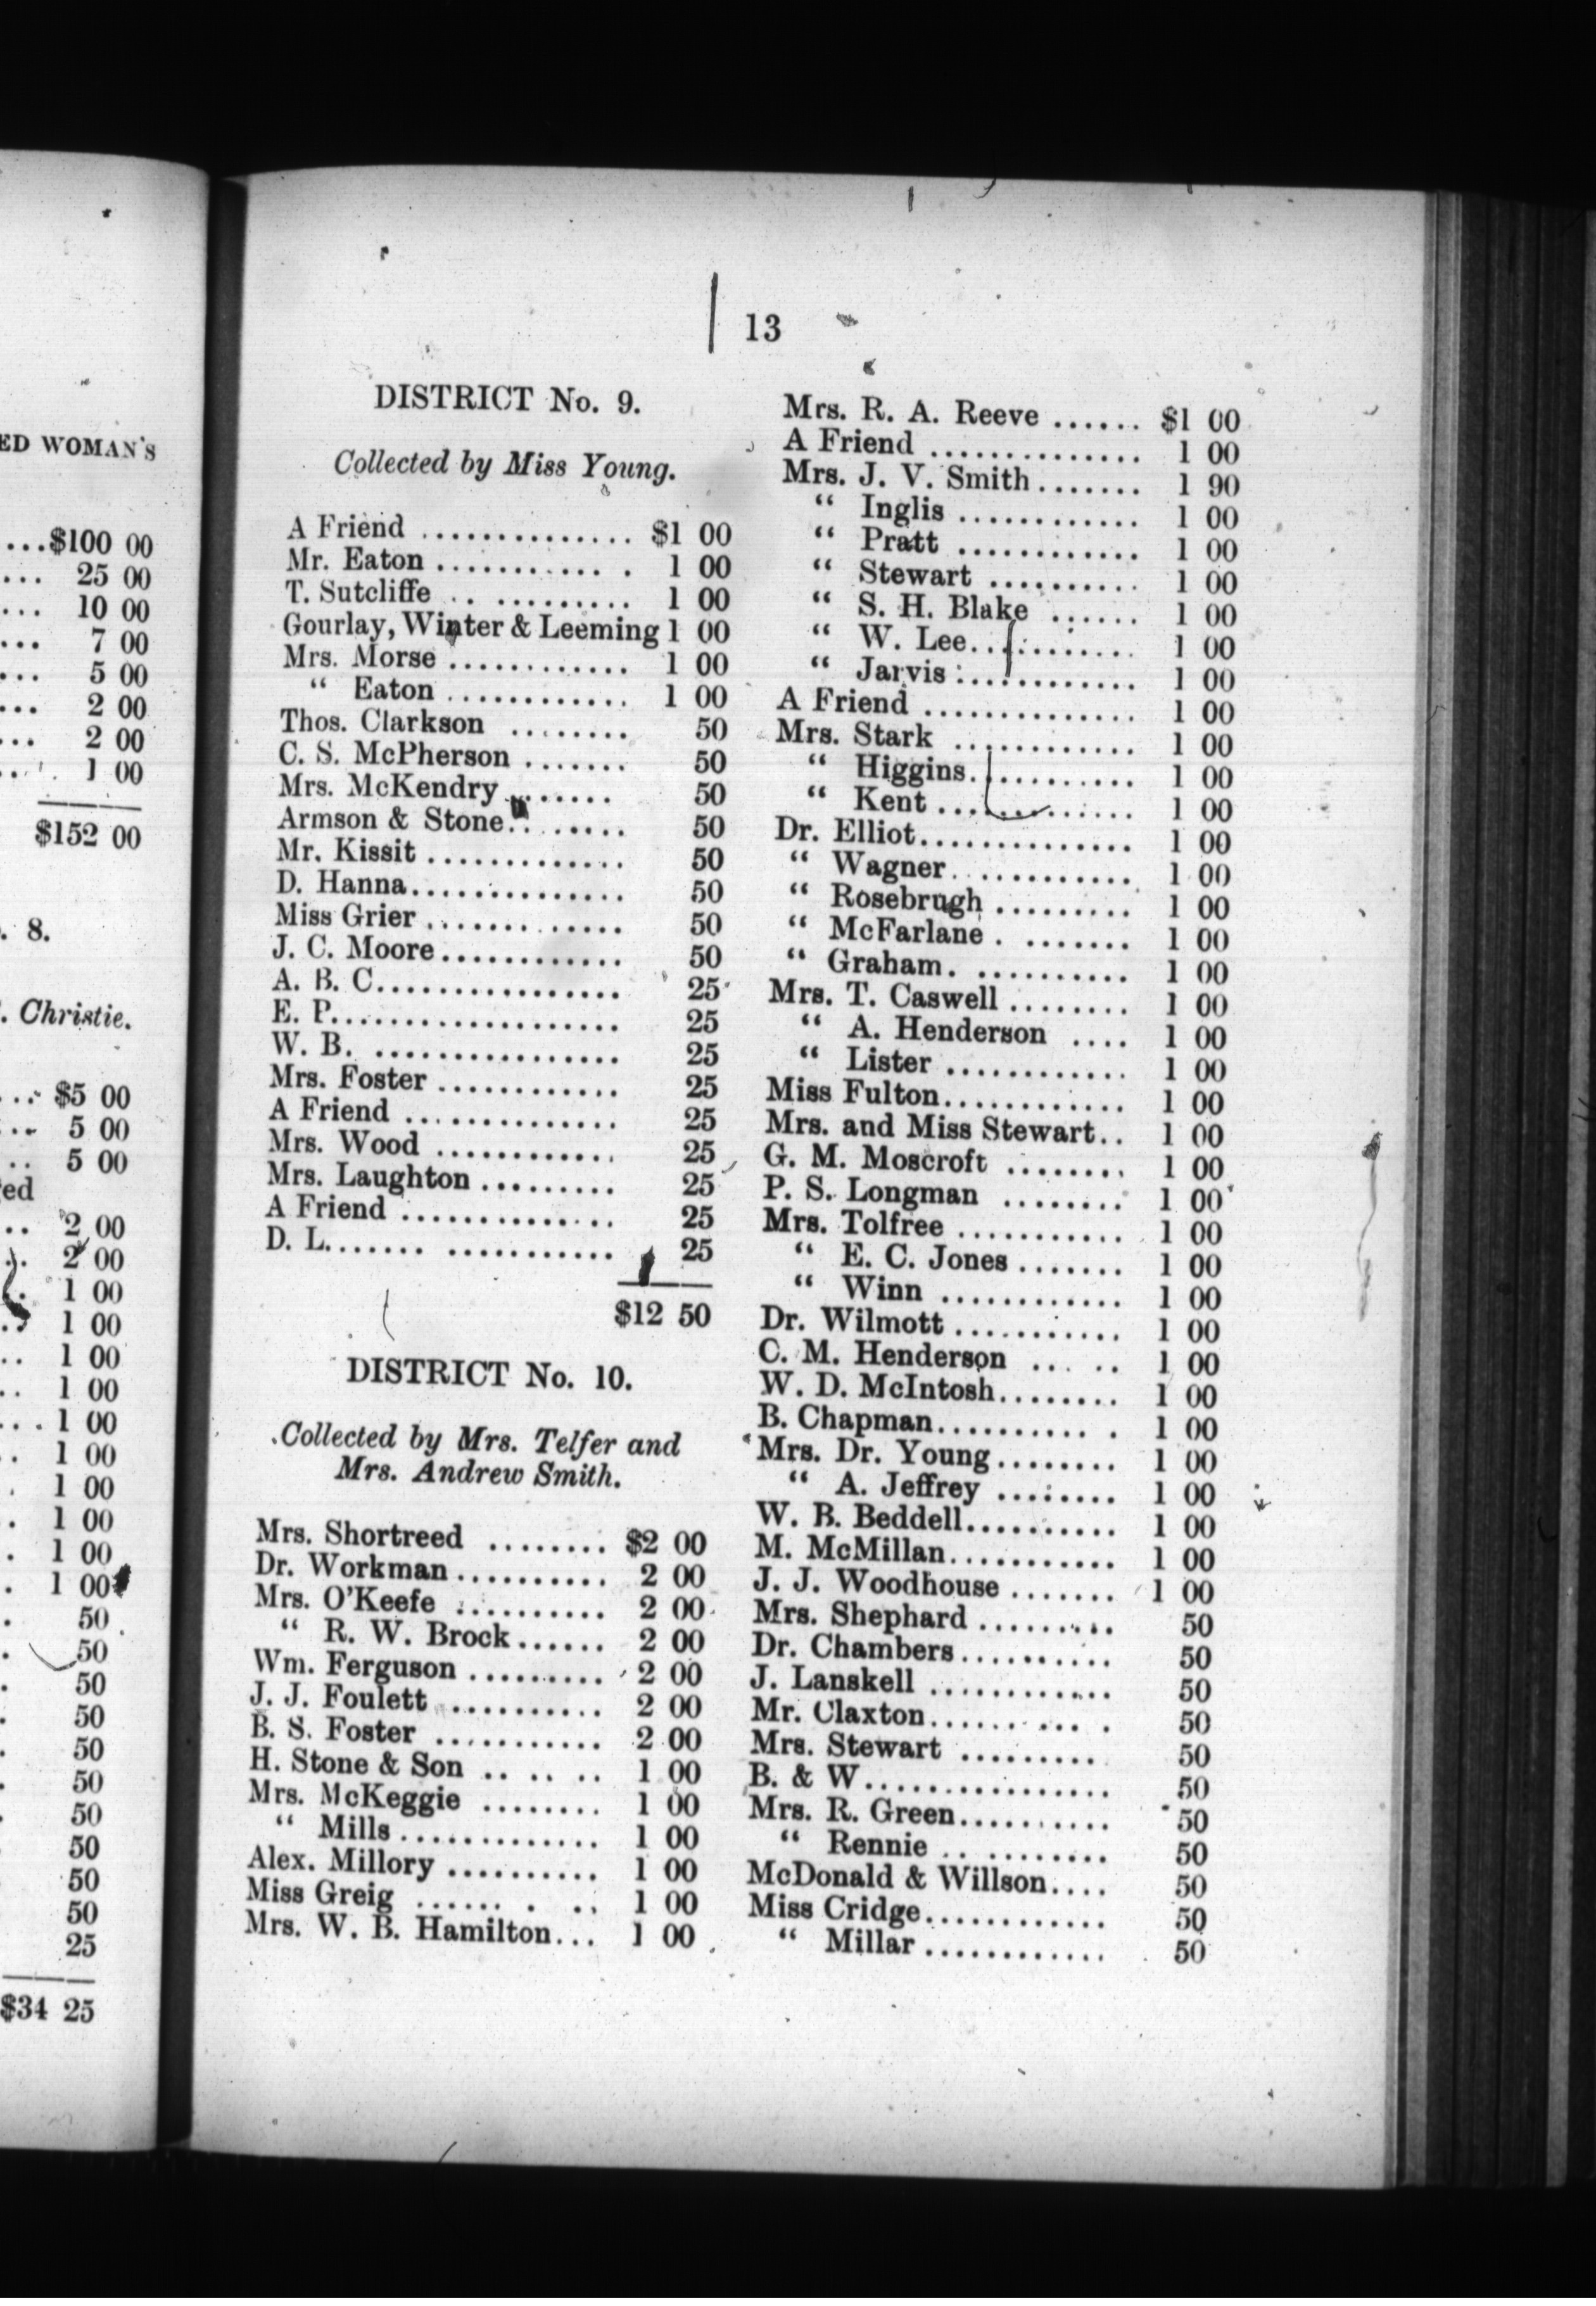 ED WOMAN'S
...$100 00
... 25 00
... 10 00
... 7 00
... 5 00
... 2 00
... 2 00
... 1 00
$152 00
. 8.
. Christie.
... $5 00
... 5 00
.. 5 00
ed
.. 2 00
.. 2 00
.. 1 00
.. 1 00
.. 1 00
.. 1 00
... 1 00
.. 1 00
. 1 00
. 1 00
. 1 00
. 1 00
. 50
. 50
. 50
. 50
. 50
. 50
50
50
50
50
25
$34 25
13
DISTRICT No. 9.
Collected by Miss Young.
A Friend .............. $1 00
Mr. Eaton ............ . 1 00
T. Sutcliffe .. ......... 1 00
Gourlay, Winter & Leeming 1 00
Mrs. Morse ............ 1 00
“ Eaton ............ 1 00
Thos. Clarkson ........ 50
C. S. McPherson ....... 50
Mrs. McKendry ....... 50
Armson & Stone........ 50
Mr. Kissit ............. 50
D. Hanna.............. 50
Miss Grier ............. 50
J. C. Moore............ 50
A. B. C................ 25
E. P................... 25
W. B. ................ 25
Mrs. Foster ............ 25
A Friend .............. 25
Mrs. Wood ............ 25
Mrs. Laughton ......... 25
A Friend .............. 25
D. L....... ........... 25
$12 50
DISTRICT No. 10.
Collected by Mrs. Telfer and
Mrs. Andrew Smith.
Mrs. Shortreed ........ $2 00
Dr. Workman .......... 2 00
Mrs. O'Keefe .......... 2 00
“ R. W. Brock...... 2 00
Wm. Ferguson ......... 2 00
J. J. Foulett .......... 2 00
B. S. Foster ........... 2 00
H. Stone & Son .. .. .. 1 00
Mrs. McKeggie ........ 1 00
“ Mills ............. 1 00
Alex. Millory .......... 1 00
Miss Greig ...... . .. 1 00
Mrs. W. B. Hamilton... 1 00
Mrs. R. A. Reeve ...... $1 00
A Friend .............. 1 00
Mrs. J. V. Smith....... 1 90
“ Inglis ............ 1 00
“ Pratt ............ 1 00
“ Stewart .......... 1 00
“ S. H. Blake ...... 1 00
“ W. Lee........... 1 00
“ Jarvis ............ 1 00
A Friend .............. 1 00
Mrs. Stark ............ 1 00
“ Higgins........... 1 00
“ Kent ............. 1 00
Dr. Elliot.............. 1 00
“ Wagner............ 1 00
“ Rosebrugh ......... 1 00
“ McFarlane . ....... 1 00
“ Graham. .......... 1 00
Mrs. T. Caswell ........ 1 00
“ A. Henderson .... 1 00
“ Lister ............ 1 00
Miss Fulton............ 1 00
Mrs. and Miss Stewart.. 1 00
G. M. Moscroft ........ 1 00
P. S. Longman ........ 1 00
Mrs. Tolfree ........... 1 00
“ E. C. Jones ....... 1 00
“ Winn ............ 1 00
Dr. Wilmott ........... 1 00
C. M. Henderson ... .. 1 00
W. D. McIntosh........ 1 00
B. Chapman.......... . 1 00
Mrs. Dr. Young........ 1 00
“ A. Jeffrey ........ 1 00
W. B. Beddell.......... 1 00
M. McMillan........... 1 00
J. J. Woodhouse ....... 1 00
Mrs. Shephard ......... 50
Dr. Chambers.......... 50
J. Lanskell ............ 50
Mr. Claxton.......... . 50
Mrs. Stewart ......... 50
B. & W................ 50
Mrs. R. Green.......... 50
“ Rennie .. ........ 50
McDonald & Willson.... 50
Miss Cridge............ 50
“ Millar ............ 50